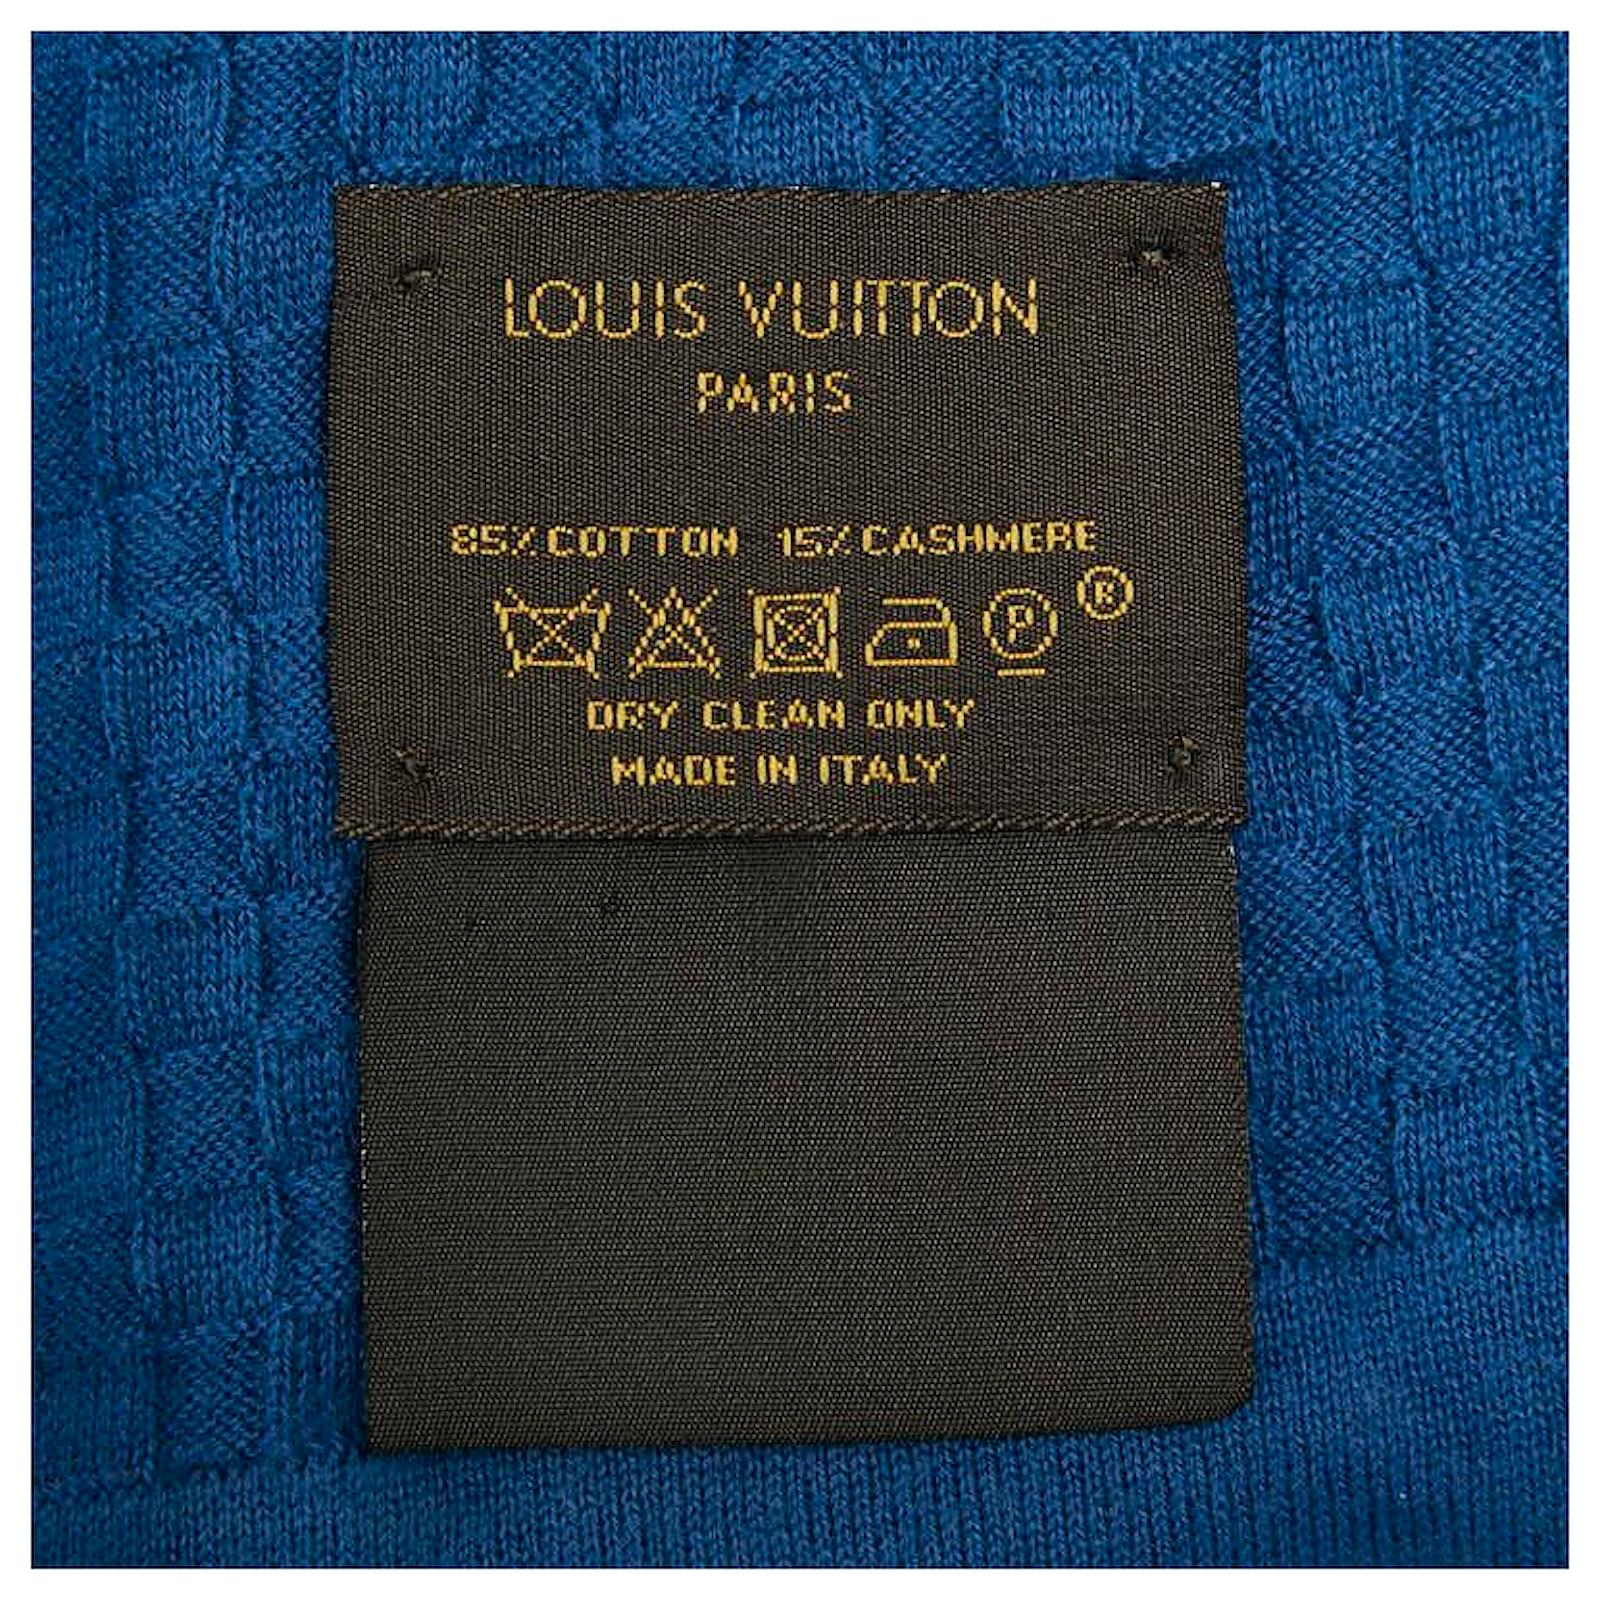 LOUIS VUITTON
PARIS
85% COTTON 15% CASHMERE
P ®
DRY CLEAN ONLY
MADE IN ITALY